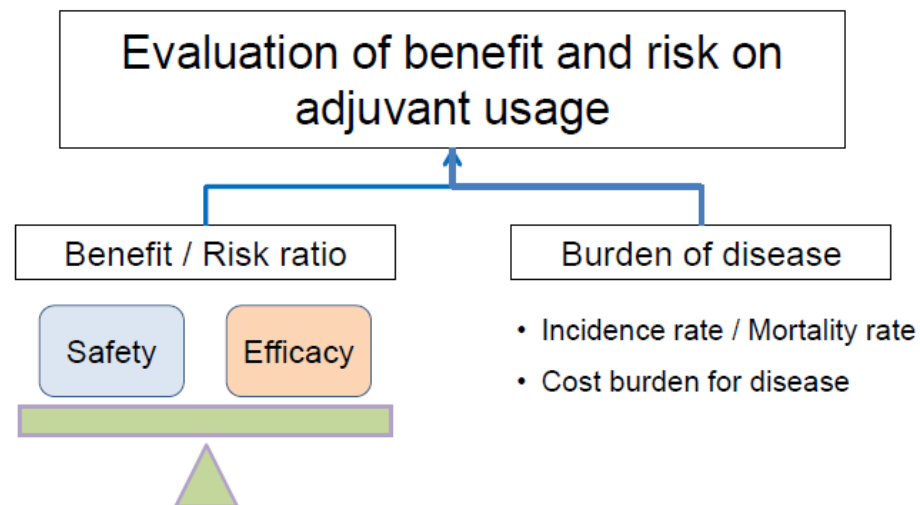 Evaluation of benefit and risk on
adjuvant usage
Benefit / Risk ratio
Burden of disease
Safety
Efficacy
• Incidence rate / Mortality rate
• Cost burden for disease